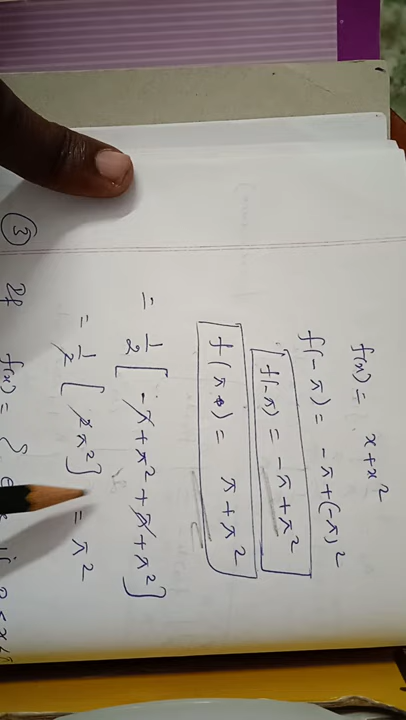 f(x) = x + x²
f(-π) = -π + (-π)²
f(-π) = -π + π²
f(π) = π + π²
= 1/2 [-π + π² + π + π²]
= 1/2 [2π²] = π²
③ If f(x) = {